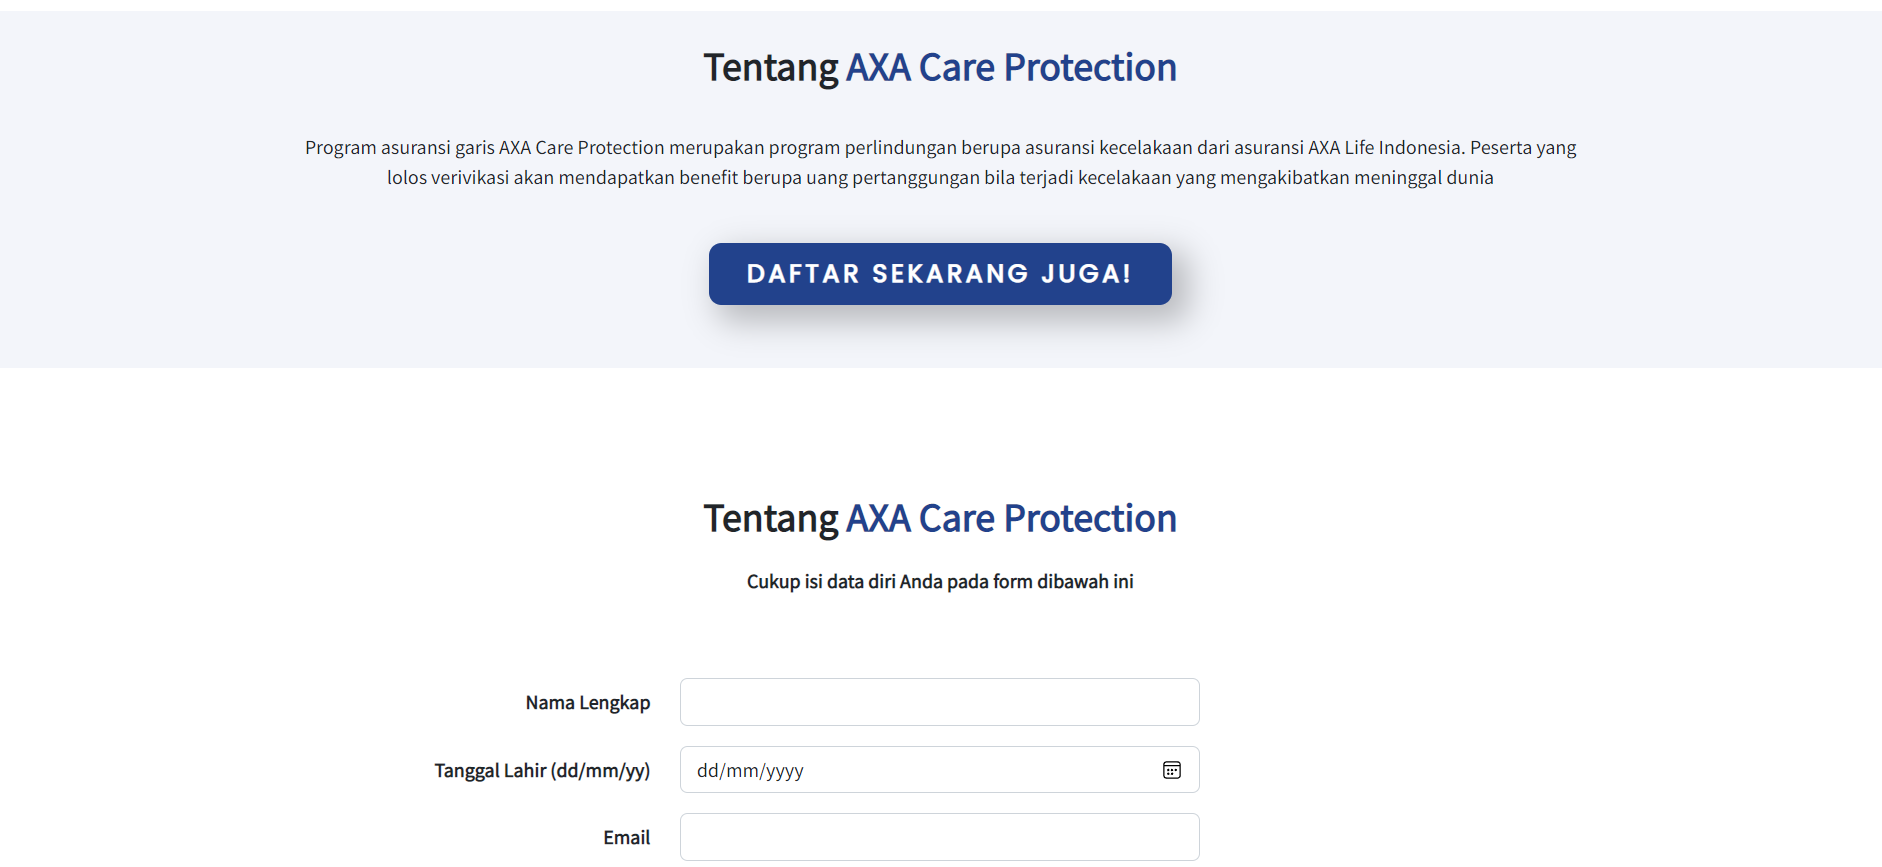 Tentang AXA Care Protection
Program asuransi garis AXA Care Protection merupakan program perlindungan berupa asuransi kecelakaan dari asuransi AXA Life Indonesia. Peserta yang
lolos verivikasi akan mendapatkan benefit berupa uang pertanggungan bila terjadi kecelakaan yang mengakibatkan meninggal dunia
DAFTAR SEKARANG JUGA!
Tentang AXA Care Protection
Cukup isi data diri Anda pada form dibawah ini
Nama Lengkap
Tanggal Lahir (dd/mm/yy) dd/mm/yyyy
Email